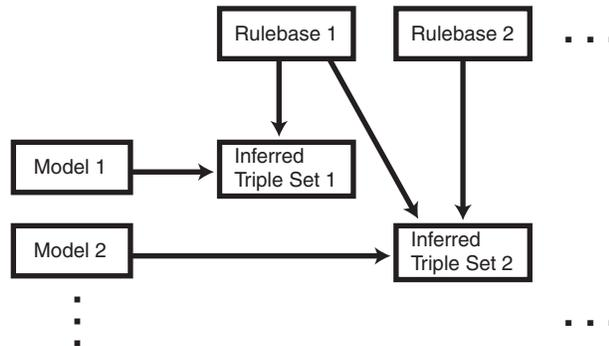 Rulebase 1
Rulebase 2
. . .
Model 1
Inferred
Triple Set 1
Model 2
Inferred
Triple Set 2
.
.
.
. . .